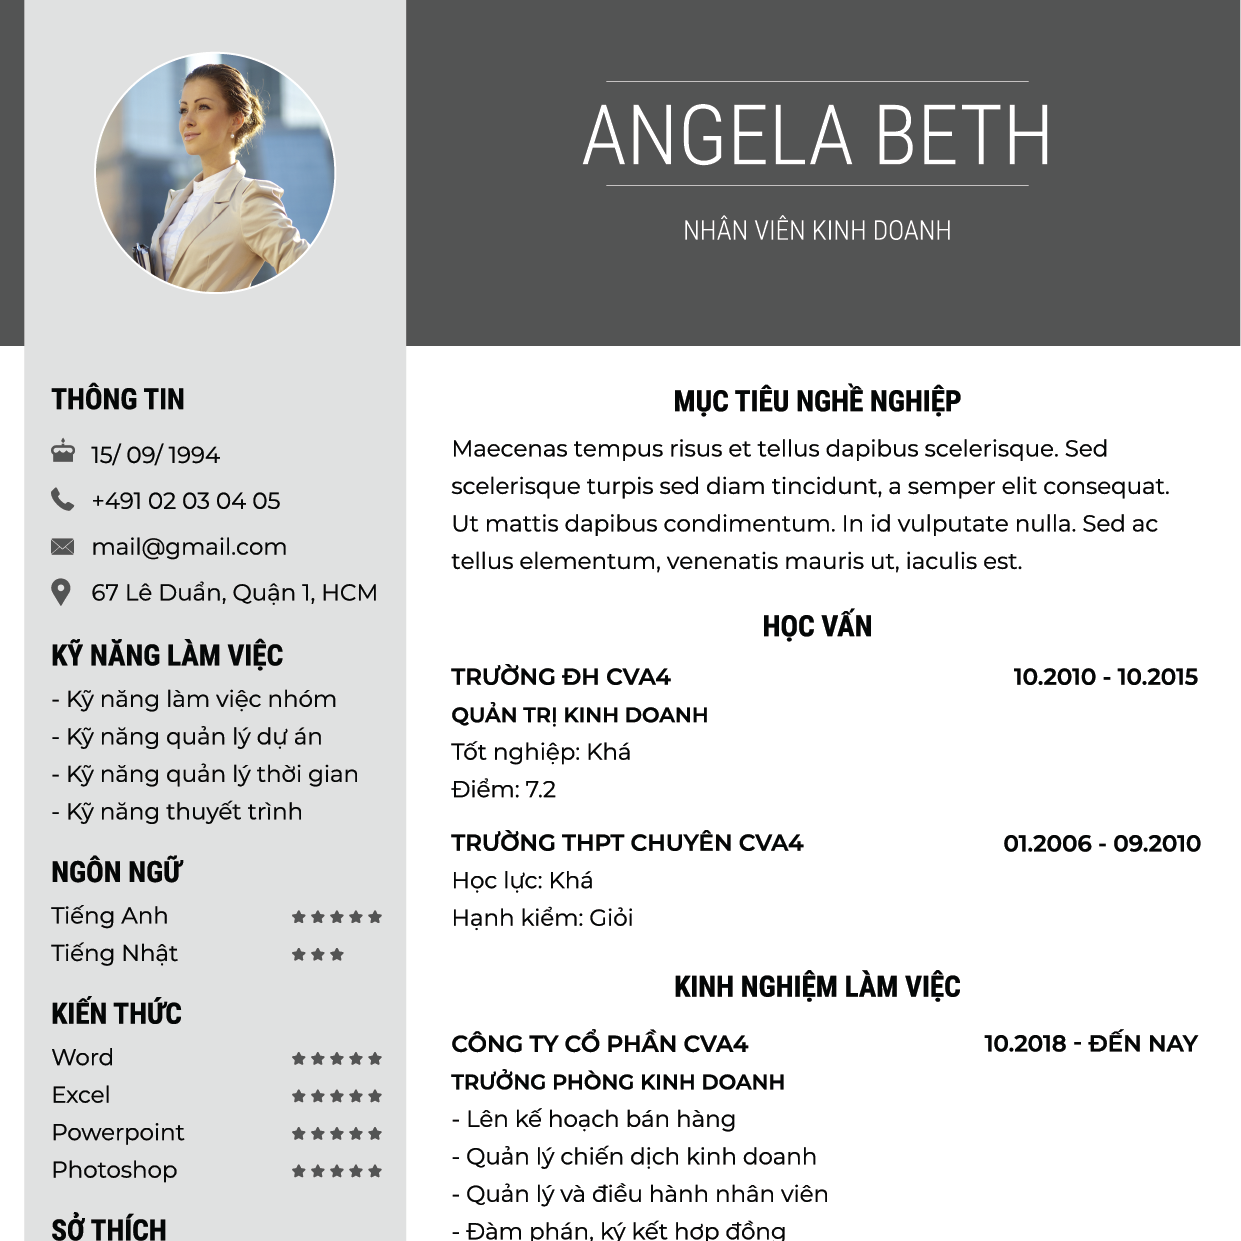 ANGELA BETH
NHÂN VIÊN KINH DOANH
THÔNG TIN
15/ 09/ 1994
+491 02 03 04 05
mail@gmail.com
67 Lê Duẩn, Quận 1, HCM
KỸ NĂNG LÀM VIỆC
- Kỹ năng làm việc nhóm
- Kỹ năng quản lý dự án
- Kỹ năng quản lý thời gian
- Kỹ năng thuyết trình
NGÔN NGỮ
Tiếng Anh
Tiếng Nhật
KIẾN THỨC
Word
Excel
Powerpoint
Photoshop
SỞ THÍCH
MỤC TIÊU NGHỀ NGHIỆP
Maecenas tempus risus et tellus dapibus scelerisque. Sed
scelerisque turpis sed diam tincidunt, a semper elit consequat.
Ut mattis dapibus condimentum. In id vulputate nulla. Sed ac
tellus elementum, venenatis mauris ut, iaculis est.
HỌC VẤN
TRƯỜNG ĐH CVA4 10.2010 - 10.2015
QUẢN TRỊ KINH DOANH
Tốt nghiệp: Khá
Điểm: 7.2
TRƯỜNG THPT CHUYÊN CVA4 01.2006 - 09.2010
Học lực: Khá
Hạnh kiểm: Giỏi
KINH NGHIỆM LÀM VIỆC
CÔNG TY CỔ PHẦN CVA4 10.2018 - ĐẾN NAY
TRƯỞNG PHÒNG KINH DOANH
- Lên kế hoạch bán hàng
- Quản lý chiến dịch kinh doanh
- Quản lý và điều hành nhân viên
- Đàm phán, ký kết hợp đồng